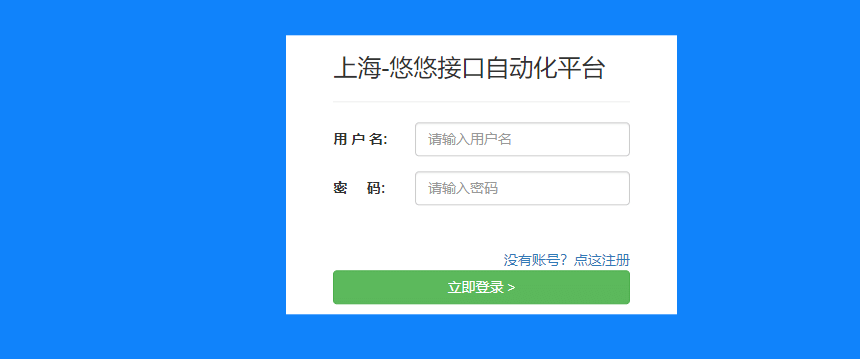 上海-悠悠接口自动化平台
用 户 名: 请输入用户名
密 码: 请输入密码
没有账号？点这注册
立即登录 >